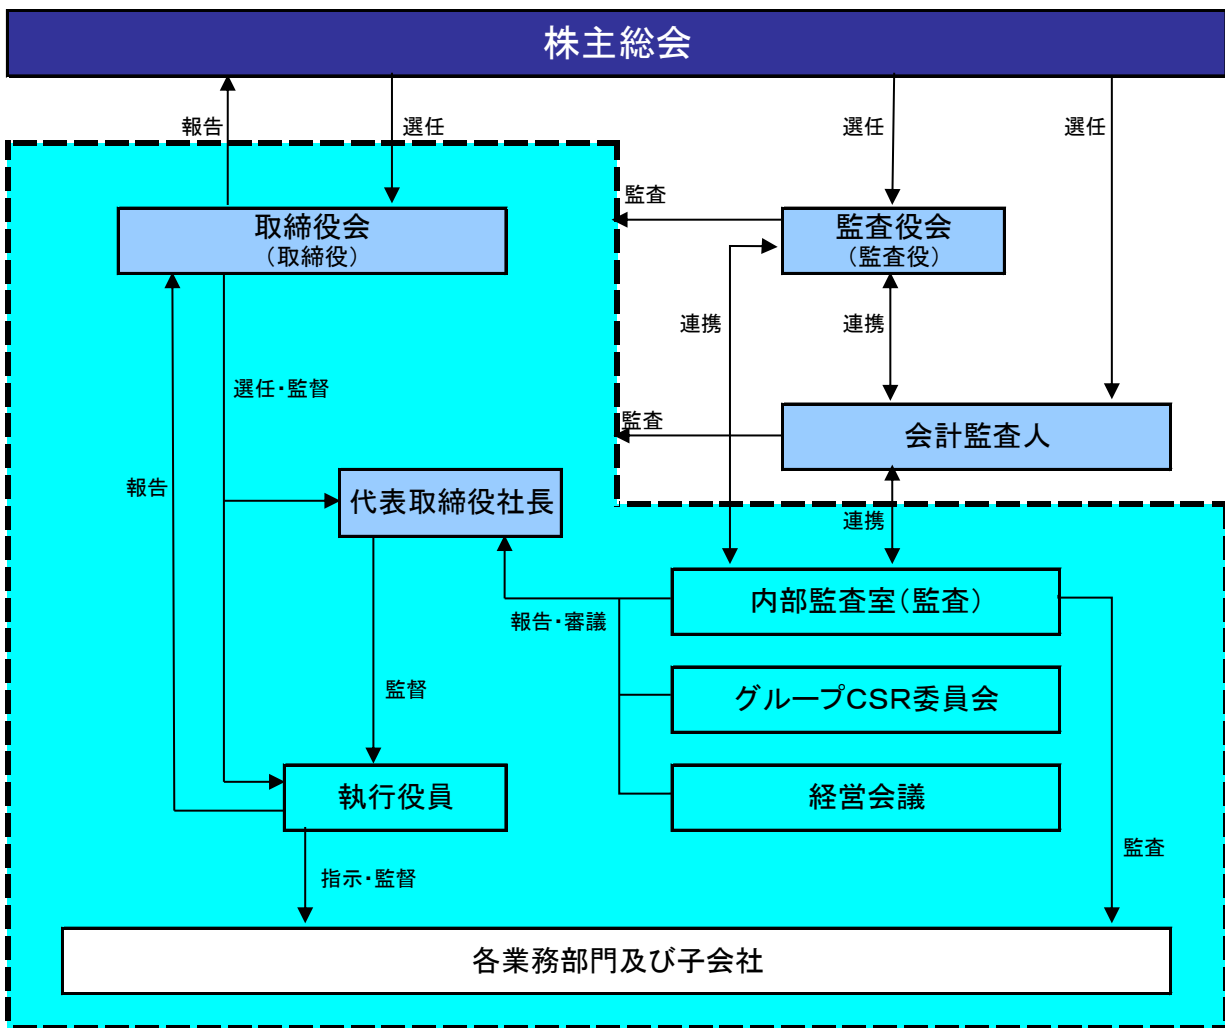 株主総会
報告
選任
選任
選任
取締役会
（取締役）
監査
監査役会
（監査役）
連携
連携
選任・監督
監査
会計監査人
報告
代表取締役社長
連携
内部監査室（監査）
報告・審議
監督
グループCSR委員会
執行役員
経営会議
監査
指示・監督
各業務部門及び子会社